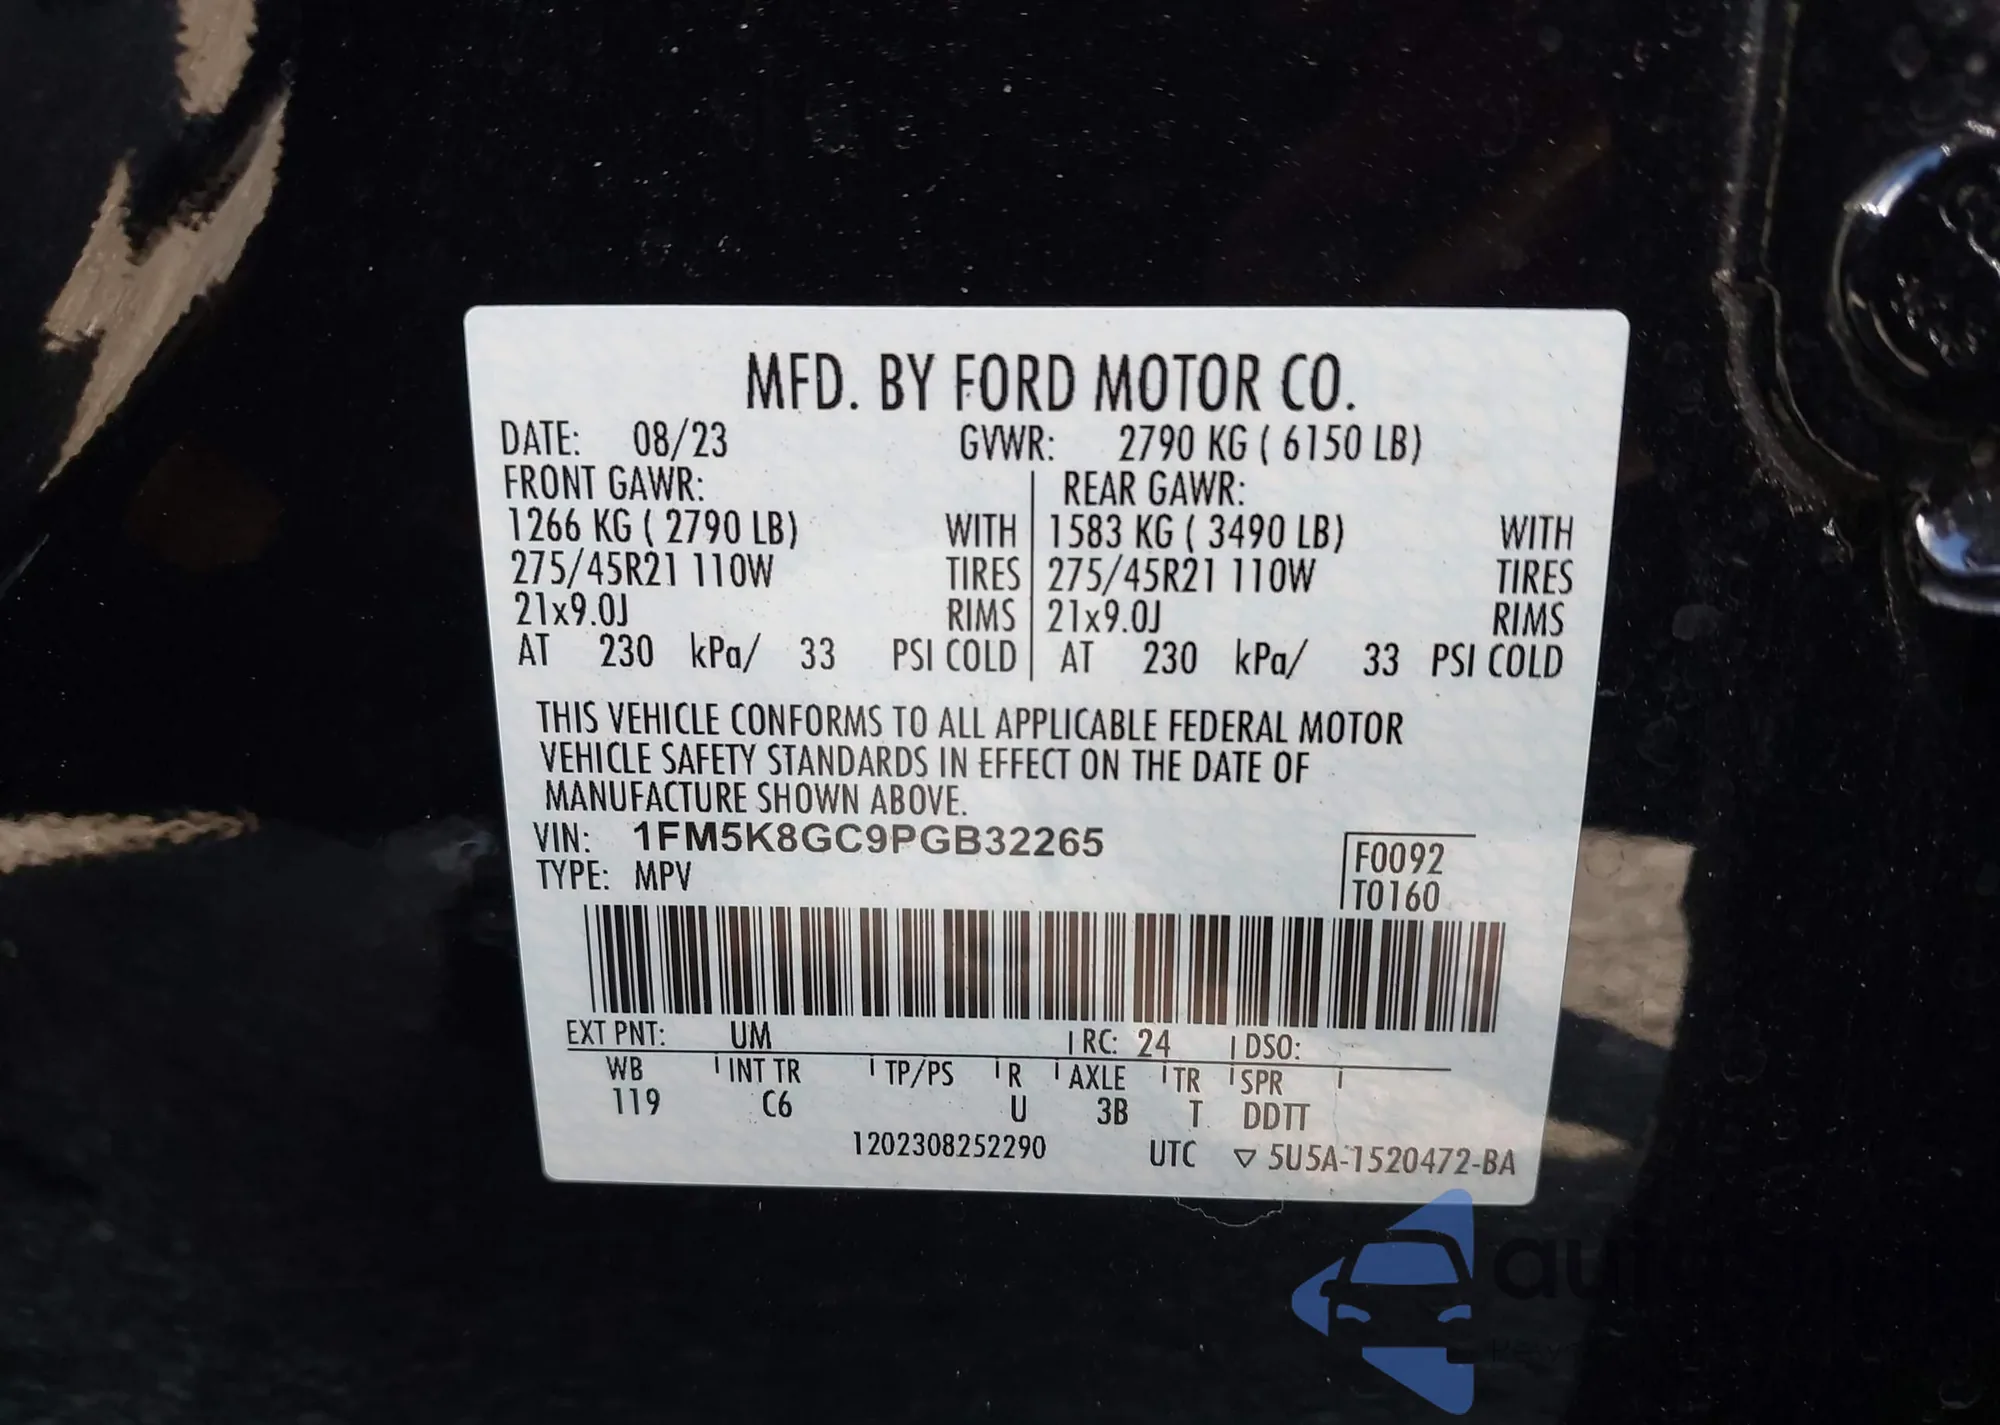 MFD. BY FORD MOTOR CO.
DATE: 08/23 GVWR: 2790 KG ( 6150 LB)
FRONT GAWR: REAR GAWR:
1266 KG ( 2790 LB) WITH 1583 KG ( 3490 LB) WITH
275/45R21 110W TIRES 275/45R21 110W TIRES
21x9.0J RIMS 21x9.0J RIMS
AT 230 kPa/ 33 PSI COLD AT 230 kPa/ 33 PSI COLD
THIS VEHICLE CONFORMS TO ALL APPLICABLE FEDERAL MOTOR
VEHICLE SAFETY STANDARDS IN EFFECT ON THE DATE OF
MANUFACTURE SHOWN ABOVE.
VIN: 1FM5K8GC9PGB32265
TYPE: MPV
F0092
T0160
EXT PNT: UM RC: 24 DSO:
WB INT TR TP/PS R AXLE TR SPR
119 C6 U 3B T DDTT
1202308252290 UTC ▽ 5U5A-1520472-BA